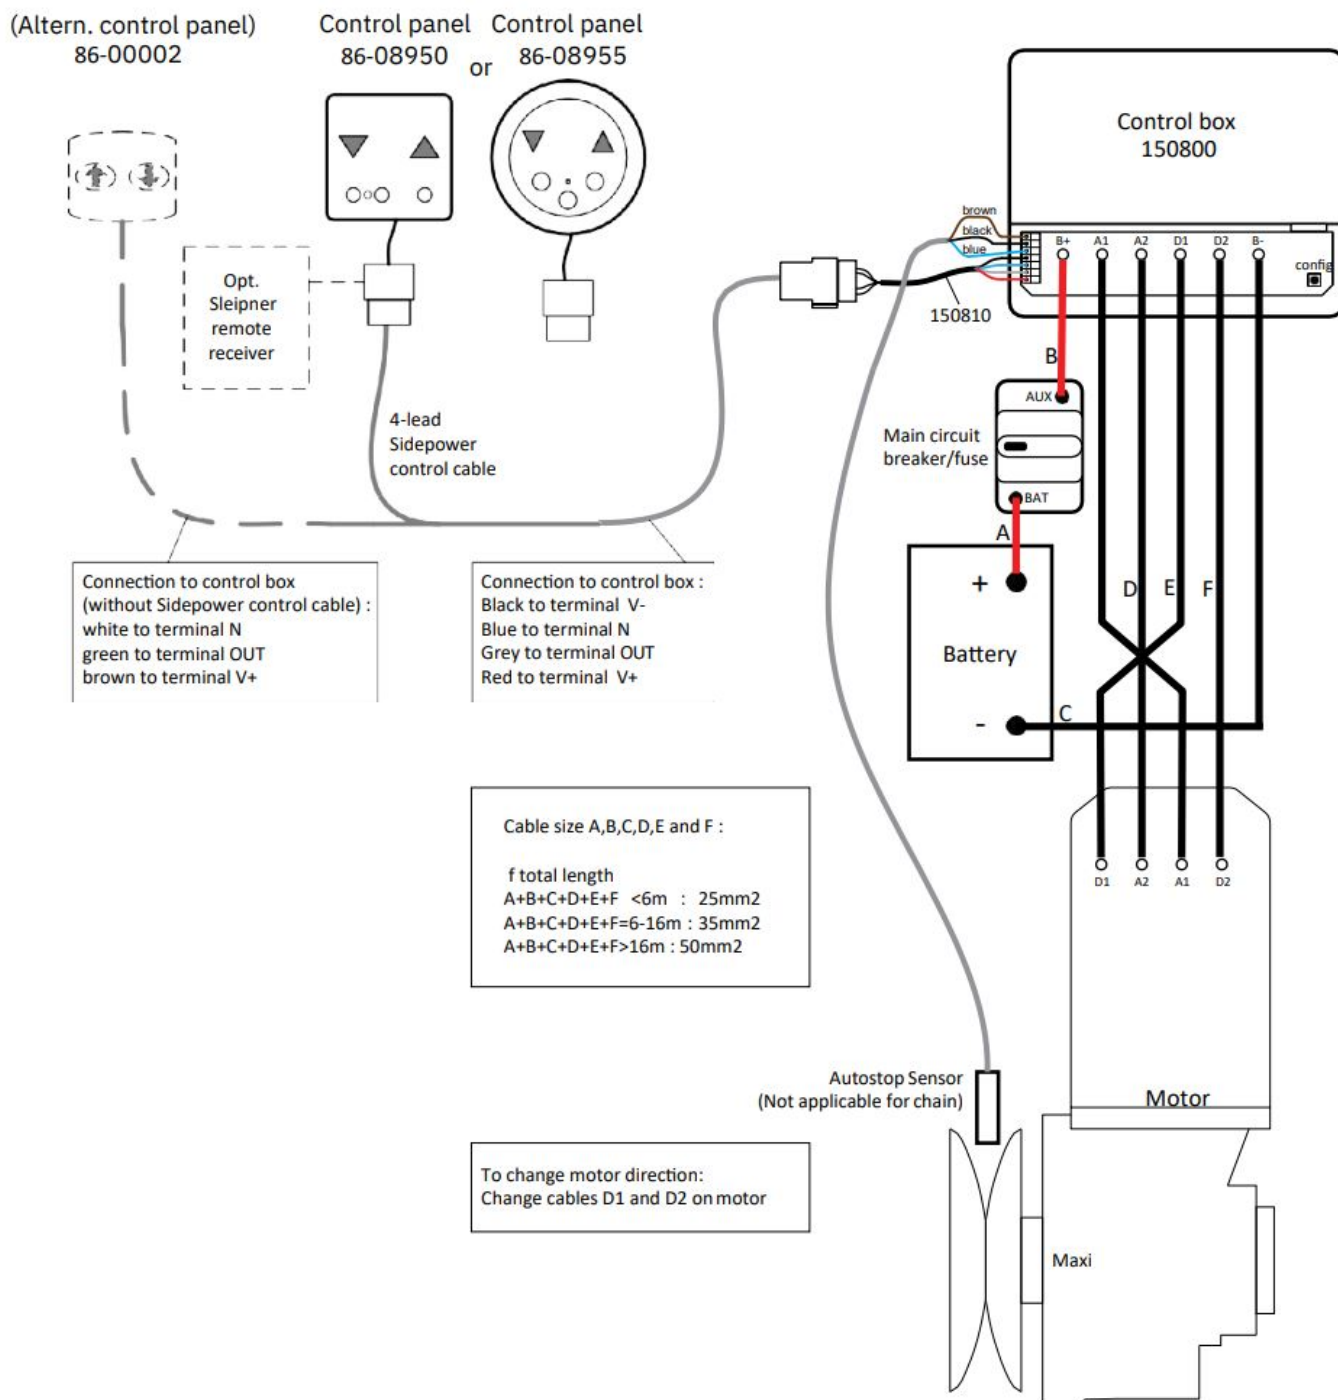 (Altern. control panel)
86-00002
Control panel
86-08950
or
Control panel
86-08955
Control box
150800
brown
black
blue
B+
A1
A2
D1
D2
B-
config
150810
Opt.
Sleipner
remote
receiver
4-lead
Sidepower
control cable
B
AUX
Main circuit
breaker/fuse
BAT
A
+
Battery
-
C
D
E
F
Connection to control box
(without Sidepower control cable) :
white to terminal N
green to terminal OUT
brown to terminal V+
Connection to control box :
Black to terminal V-
Blue to terminal N
Grey to terminal OUT
Red to terminal V+
Cable size A,B,C,D,E and F :
f total length
A+B+C+D+E+F <6m : 25mm2
A+B+C+D+E+F=6-16m : 35mm2
A+B+C+D+E+F>16m : 50mm2
D1
A2
A1
D2
Autostop Sensor
(Not applicable for chain)
Motor
To change motor direction:
Change cables D1 and D2 on motor
Maxi